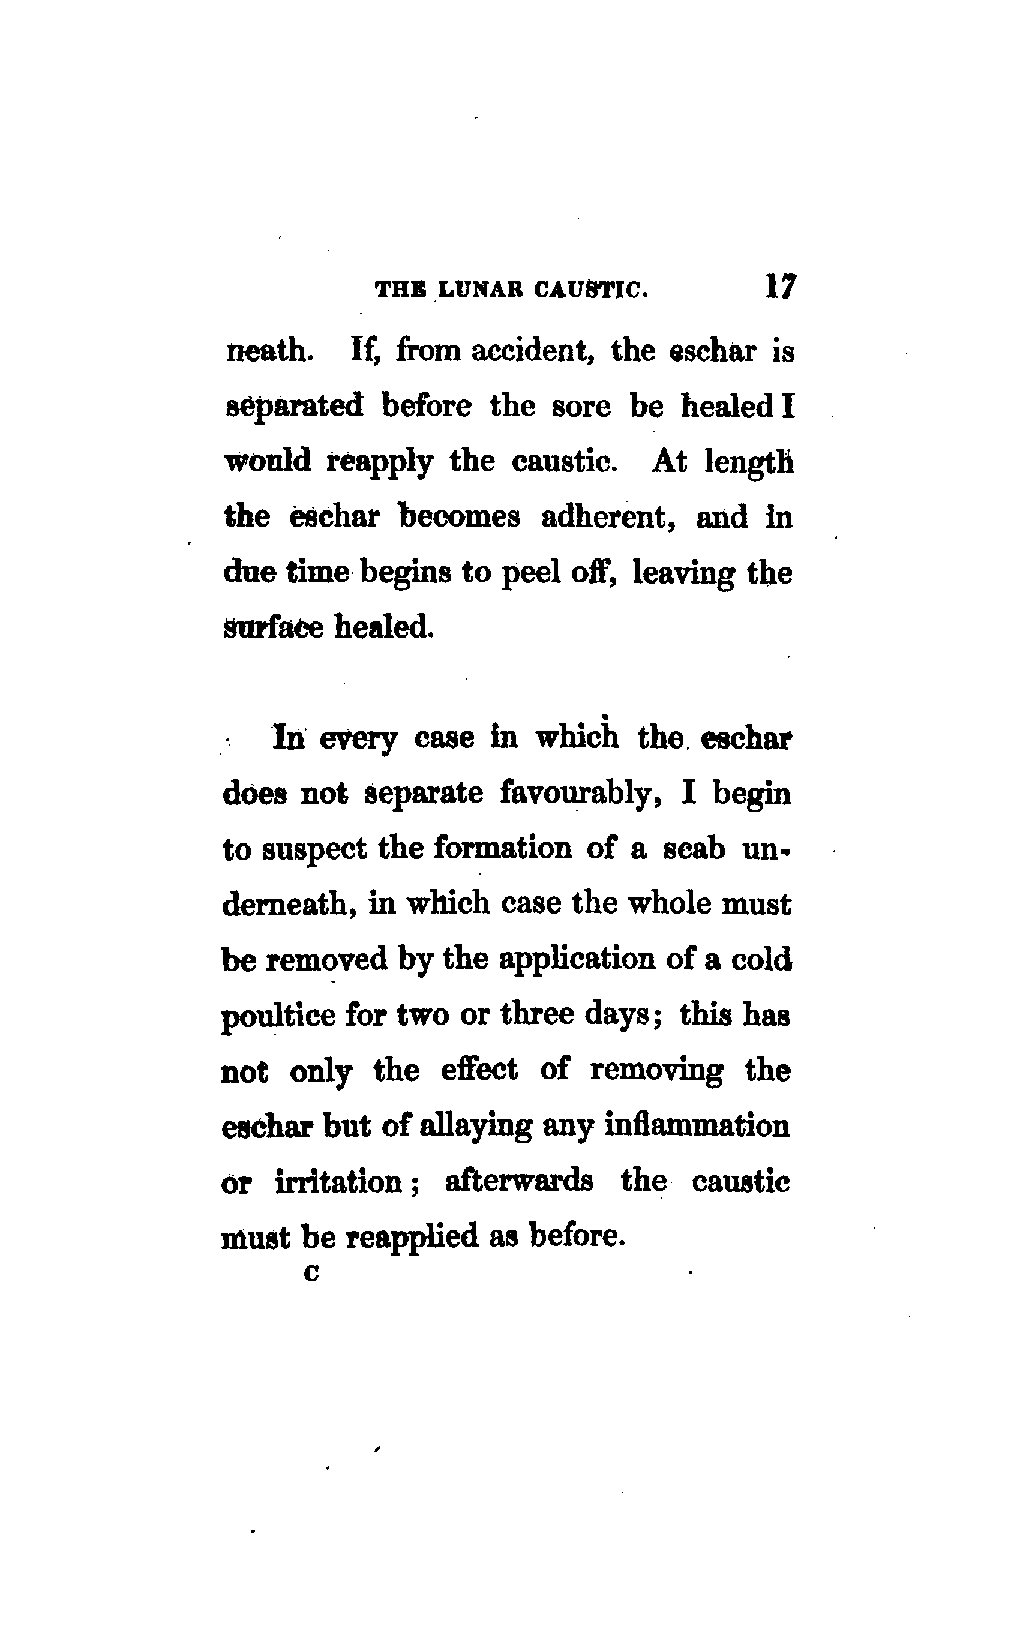 THE LUNAR CAUSTIC. 17
neath. If, from accident, the eschar is
separated before the sore be healed I
would reapply the caustic. At length
the eschar becomes adherent, and in
due time begins to peel off, leaving the
surface healed.
In every case in which the eschar
does not separate favourably, I begin
to suspect the formation of a scab un-
derneath, in which case the whole must
be removed by the application of a cold
poultice for two or three days; this has
not only the effect of removing the
eschar but of allaying any inflammation
or irritation; afterwards the caustic
must be reapplied as before.
C